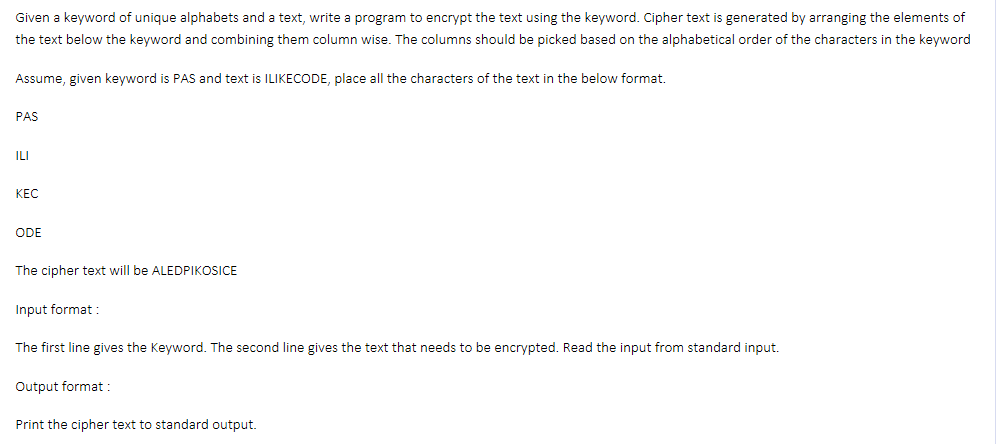 Given a keyword of unique alphabets and a text, write a program to encrypt the text using the keyword. Cipher text is generated by arranging the elements of
the text below the keyword and combining them column wise. The columns should be picked based on the alphabetical order of the characters in the keyword
Assume, given keyword is PAS and text is ILIKECODE, place all the characters of the text in the below format.
PAS
ILI
KEC
ODE
The cipher text will be ALEDPIKOSICE
Input format :
The first line gives the Keyword. The second line gives the text that needs to be encrypted. Read the input from standard input.
Output format :
Print the cipher text to standard output.